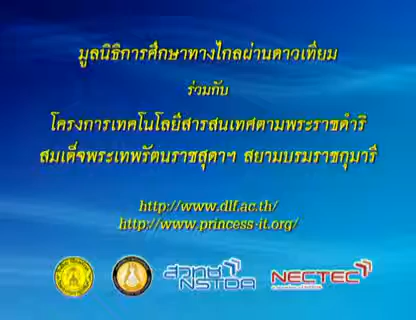 มูลนิธิการศึกษาทางไกลผ่านดาวเทียม
ร่วมกับ
โครงการเทคโนโลยีสารสนเทศตามพระราชดำริ
สมเด็จพระเทพรัตนราชสุดาฯ สยามบรมราชกุมารี
http://www.dlf.ac.th/
http://www.princess-it.org/
สวทช
NSTDA
NECTEC